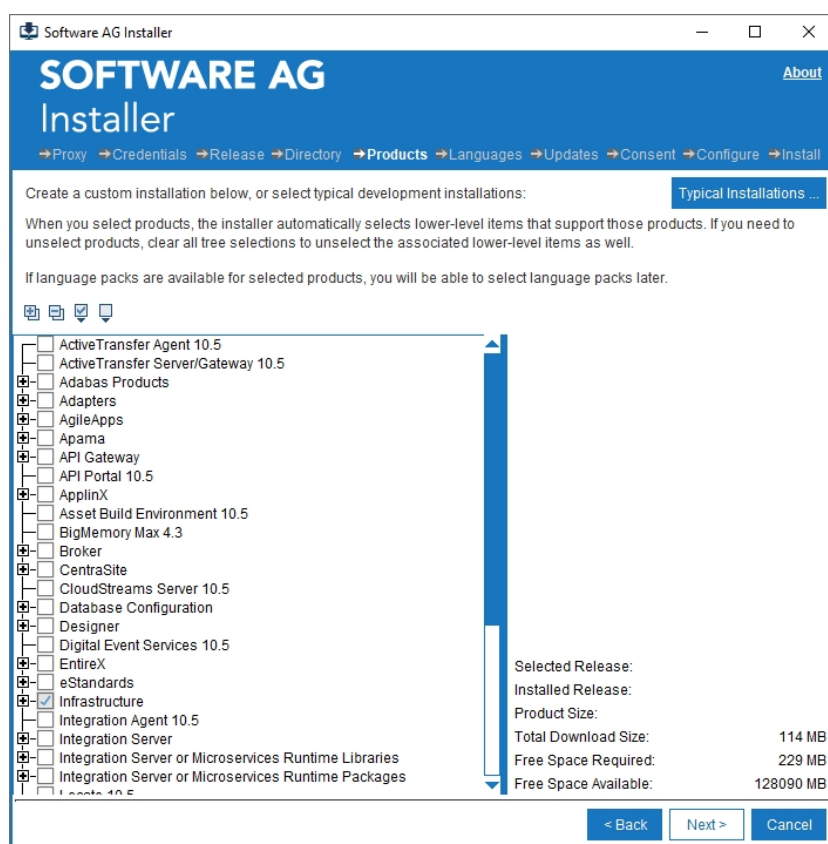 Software AG Installer
SOFTWARE AG
About
Installer
Proxy Credentials Release Directory Products Languages Updates Consent Configure Install
Create a custom installation below, or select typical development installations:
Typical Installations ...
When you select products, the installer automatically selects lower-level items that support those products. If you need to
unselect products, clear all tree selections to unselect the associated lower-level items as well.
If language packs are available for selected products, you will be able to select language packs later.
ActiveTransfer Agent 10.5
ActiveTransfer Server/Gateway 10.5
Adabas Products
Adapters
AgileApps
Apama
API Gateway
API Portal 10.5
ApplinX
Asset Build Environment 10.5
BigMemory Max 4.3
Broker
CentraSite
CloudStreams Server 10.5
Database Configuration
Designer
Digital Event Services 10.5
EntireX
eStandards
Infrastructure
Integration Agent 10.5
Integration Server
Integration Server or Microservices Runtime Libraries
Integration Server or Microservices Runtime Packages
Selected Release:
Installed Release:
Product Size:
Total Download Size: 114 MB
Free Space Required: 229 MB
Free Space Available: 128090 MB
< Back
Next >
Cancel